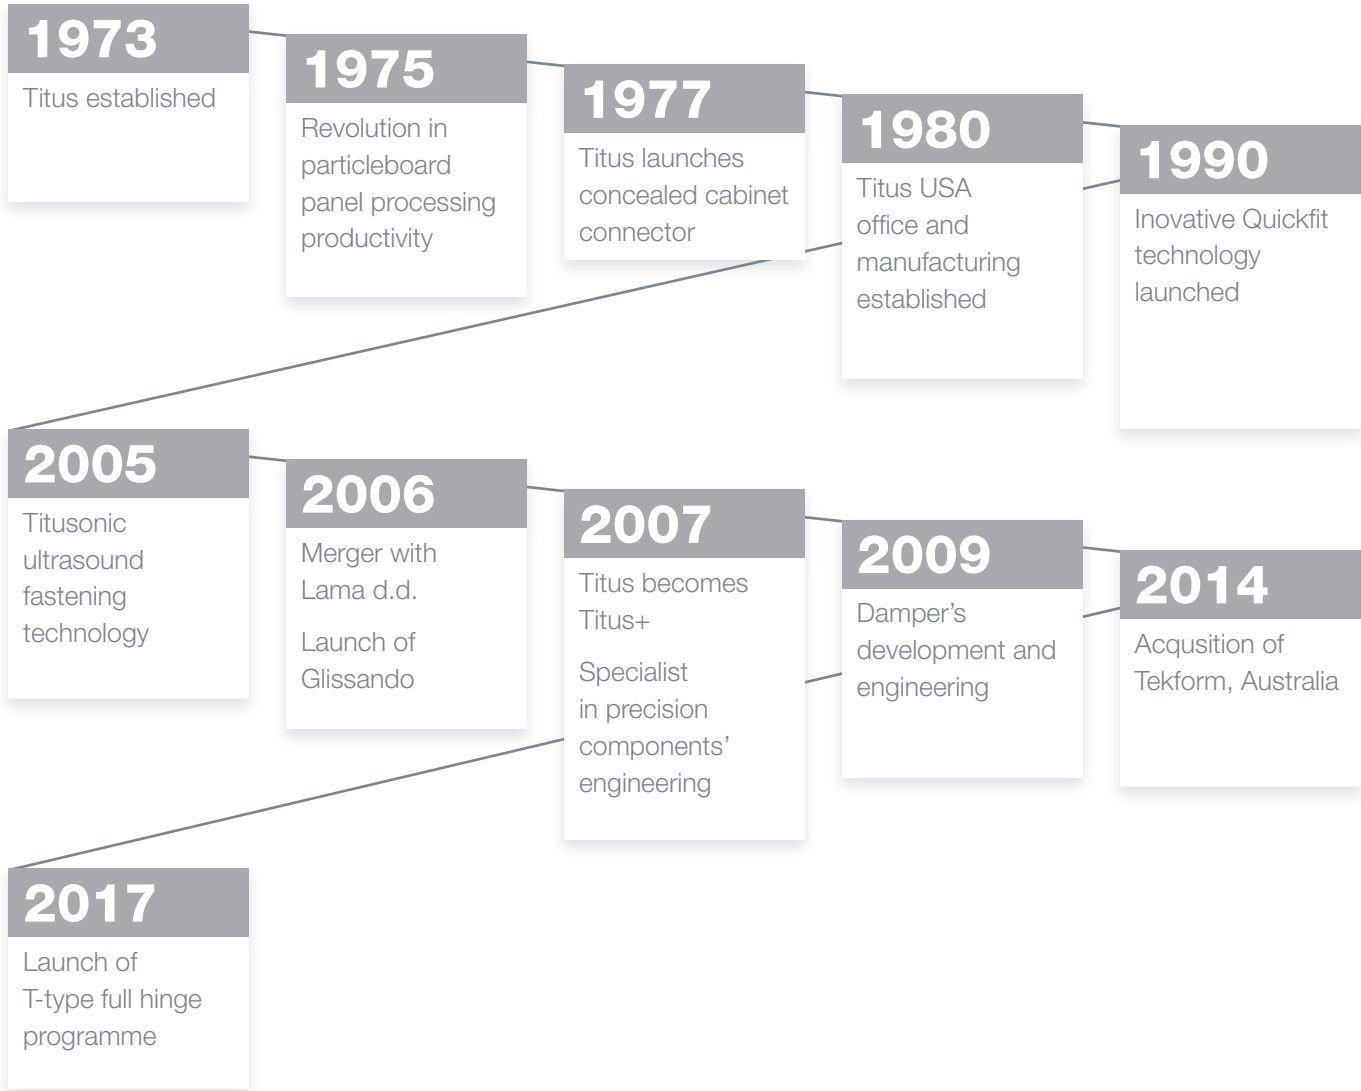 1973
Titus established
1975
Revolution in
particleboard
panel processing
productivity
1977
Titus launches
concealed cabinet
connector
1980
Titus USA
office and
manufacturing
established
1990
Inovative Quickfit
technology
launched
2005
Titusonic
ultrasound
fastening
technology
2006
Merger with
Lama d.d.
Launch of
Glissando
2007
Titus becomes
Titus+
Specialist
in precision
components’
engineering
2009
Damper’s
development and
engineering
2014
Acqusition of
Tekform, Australia
2017
Launch of
T-type full hinge
programme